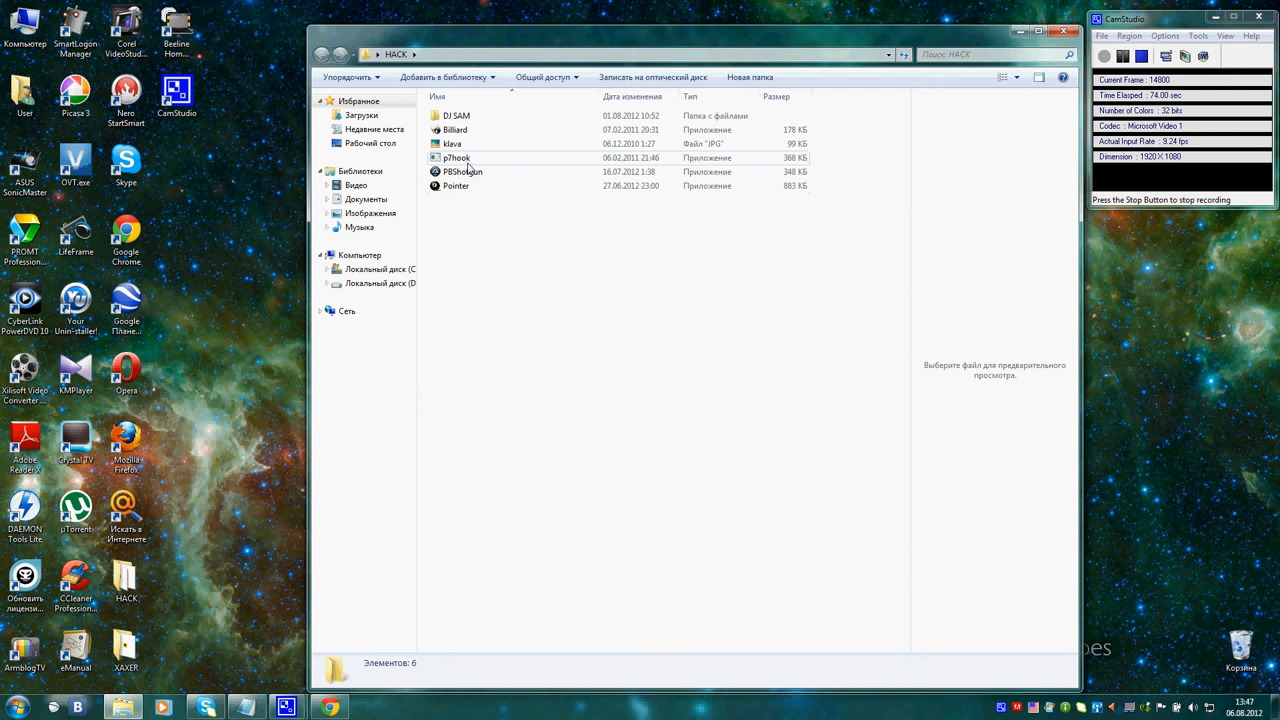 Компьютер
SmartLogon
Manager
Corel
VideoStud...
Beeline
Hom...
User
Picasa 3
Nero
StartSmart
CamStudio
ASUS
SonicMaster
OVT.exe
Skype
PROMT
Profession...
LifeFrame
Google
Chrome
CyberLink
PowerDVD 10
Your
Unin-staller!
Google
Плане...
Xilisoft Video
Converter ...
KMPlayer
Opera
Adobe
Reader X
Crystal TV
Mozilla
Firefox
DAEMON
Tools Lite
µTorrent
Искать в
Интернете
Обновить
лицензи...
CCleaner
Profession...
HACK
ArmblogTV
eManual
XAXER
HACK
Поиск: HACK
Упорядочить
Добавить в библиотеку
Общий доступ
Записать на оптический диск
Новая папка
Избранное
Загрузки
Недавние места
Рабочий стол
Библиотеки
Видео
Документы
Изображения
Музыка
Компьютер
Локальный диск (C
Локальный диск (D
Сеть
Имя Дата изменения Тип Размер
DJ SAM 01.08.2012 10:52 Папка с файлами
Billiard 07.02.2011 20:31 Приложение 178 КБ
klava 06.12.2010 1:27 Файл "JPG" 99 КБ
p7hook 06.02.2011 21:46 Приложение 368 КБ
PBShotgun 16.07.2012 1:38 Приложение 348 КБ
Pointer 27.06.2012 23:00 Приложение 883 КБ
Выберите файл для предварительного
просмотра.
Элементов: 6
CamStudio
File Region Options Tools View Help
Current Frame : 14800
Time Elasped : 74.00 sec
Number of Colors : 32 bits
Codec : Microsoft Video 1
Actual Input Rate : 9.24 fps
Dimension : 1920 X 1080
Press the Stop Button to stop recording
Корзина
13:47
06.08.2012